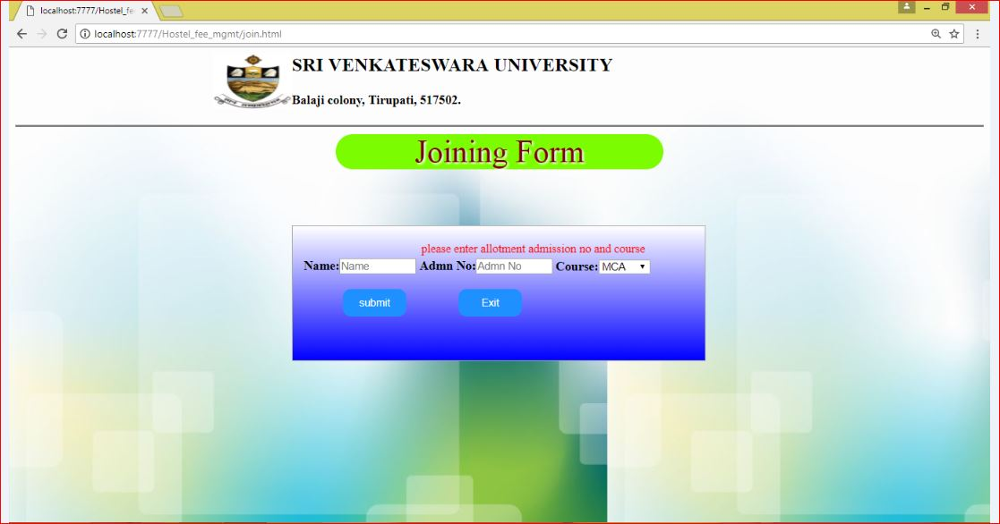 localhost:7777/Hostel_fe
localhost:7777/Hostel_fee_mgmt/join.html
SRI VENKATESWARA UNIVERSITY
Balaji colony, Tirupati, 517502.
Joining Form
please enter allotment admission no and course
Name: Name Admn No: Admn No Course: MCA
submit Exit